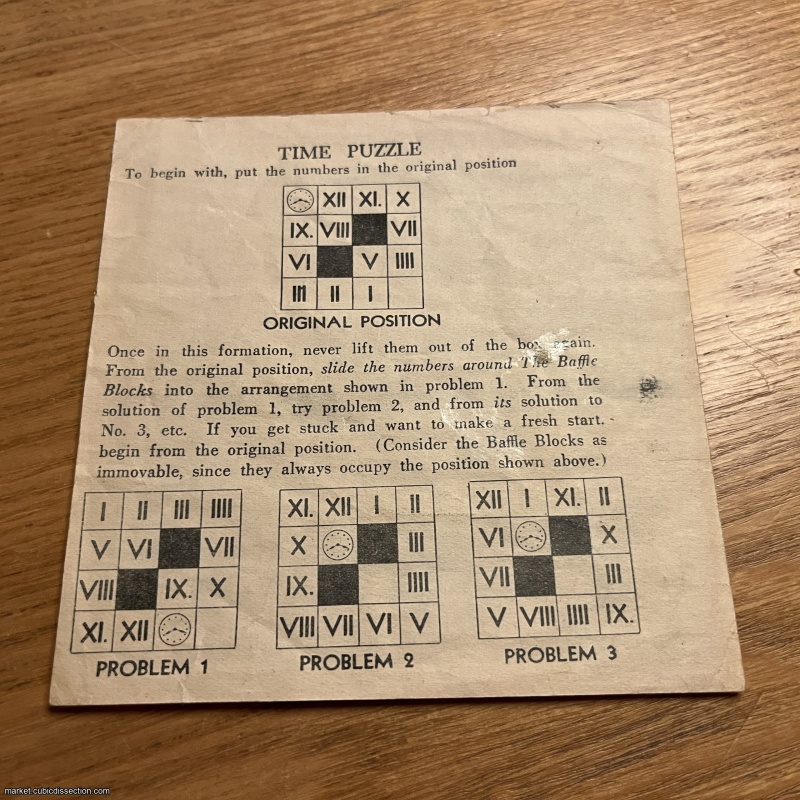 TIME PUZZLE
To begin with, put the numbers in the original position
XII XI. X
IX. VIII VII
VI V IIII
III II I
ORIGINAL POSITION
Once in this formation, never lift them out of the box again.
From the original position, slide the numbers around The Baffle
Blocks into the arrangement shown in problem 1. From the
solution of problem 1, try problem 2, and from its solution to
No. 3, etc. If you get stuck and want to make a fresh start.
begin from the original position. (Consider the Baffle Blocks as
immovable, since they always occupy the position shown above.)
I II III IIII
V VI VII
VIII IX. X
XI. XII
PROBLEM 1
XI. XII I II
X III
IX. IIII
VIII VII VI V
PROBLEM 2
XII I XI. II
VI X
VII III
V VIII IIII IX.
PROBLEM 3
market.cubicdissection.com